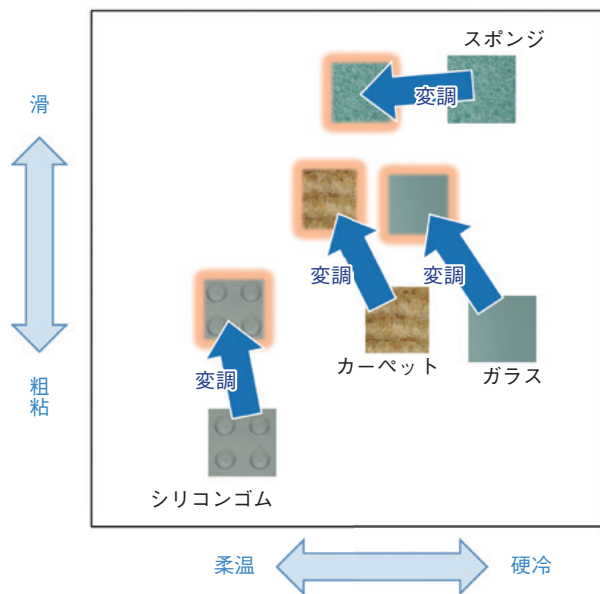 スポンジ
変調
滑
変調
変調
カーペット
ガラス
変調
粗粘
シリコンゴム
柔温
硬冷